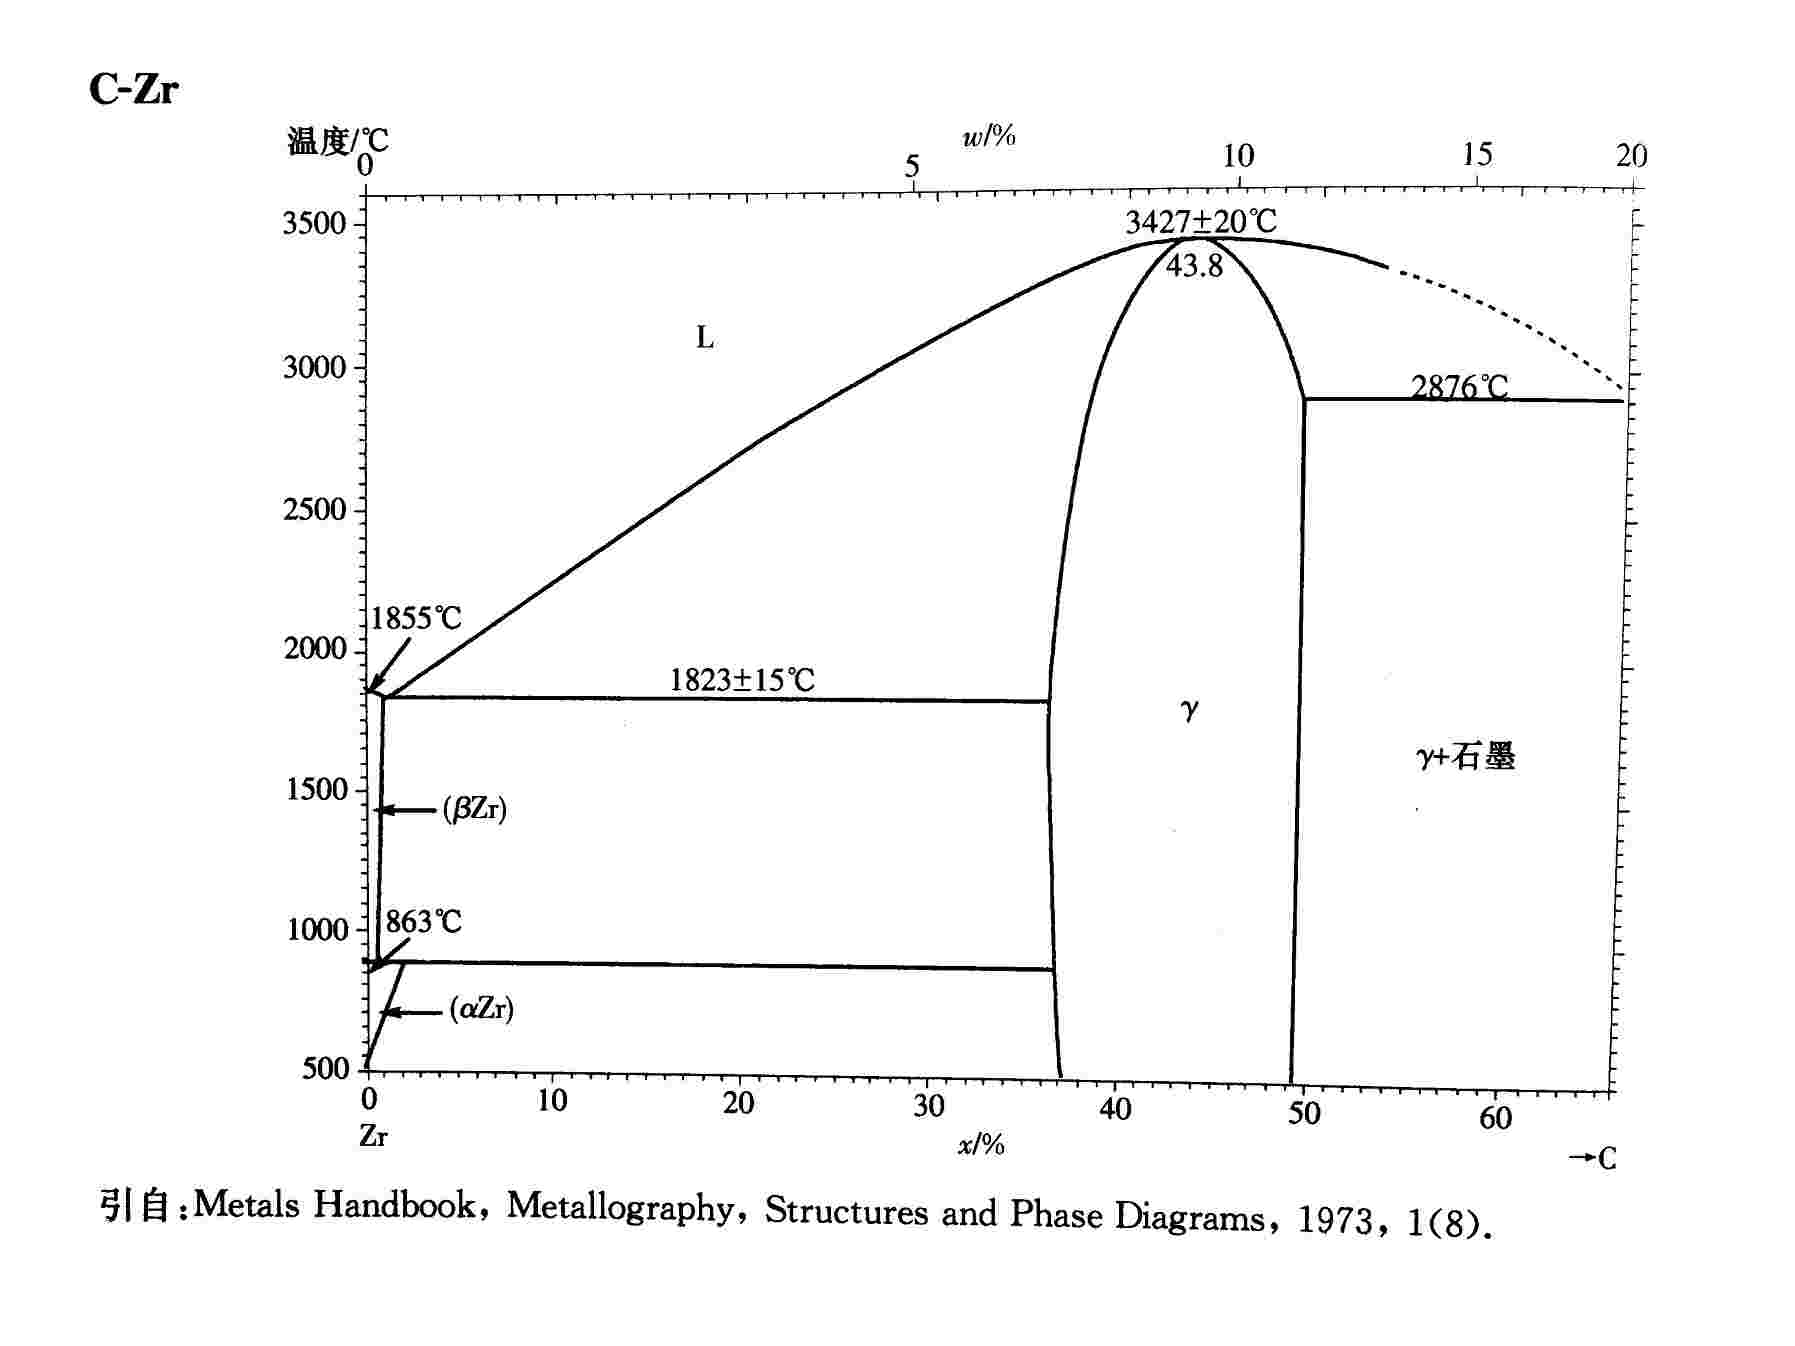 C-Zr
温度/℃
w/%
0 5 10 15 20
3500
3427±20℃
43.8
L
3000
2876℃
2500
1855℃
2000
1823±15℃
γ
γ+石墨
1500
(βZr)
1000
863℃
(αZr)
500
0 10 20 30 40 50 60
Zr
x/%
→C
引自:Metals Handbook, Metallography, Structures and Phase Diagrams, 1973, 1(8).